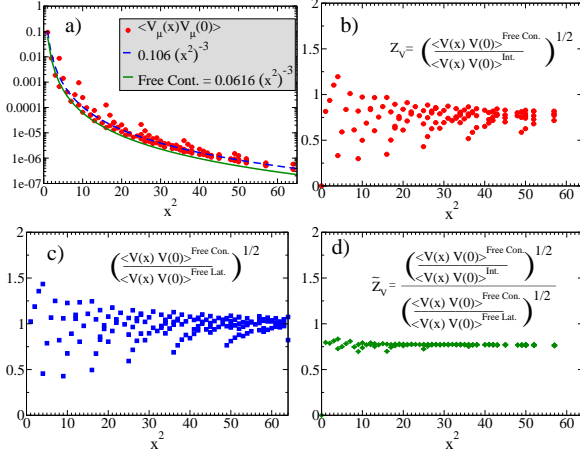 a)
<V_μ(x)V_μ(0)>
0.106 (x²)⁻³
Free Cont. = 0.0616 (x²)⁻³
1
0.1
0.01
0.001
0.0001
1e-05
1e-06
1e-07
0 10 20 30 40 50 60
x²
b)
Z_V = (<V(x) V(0)>^Free Con. / <V(x) V(0)>^Int.)^1/2
2
1.5
1
0.5
0
0 10 20 30 40 50 60
x²
c)
(<V(x) V(0)>^Free Con. / <V(x) V(0)>^Free Lat.)^1/2
2
1.5
1
0.5
0
0 10 20 30 40 50 60
x²
d)
Z̃_V = (<V(x) V(0)>^Free Con. / <V(x) V(0)>^Int.)^1/2 / (<V(x) V(0)>^Free Con. / <V(x) V(0)>^Free Lat.)^1/2
2
1.5
1
0.5
0
0 10 20 30 40 50 60
x²